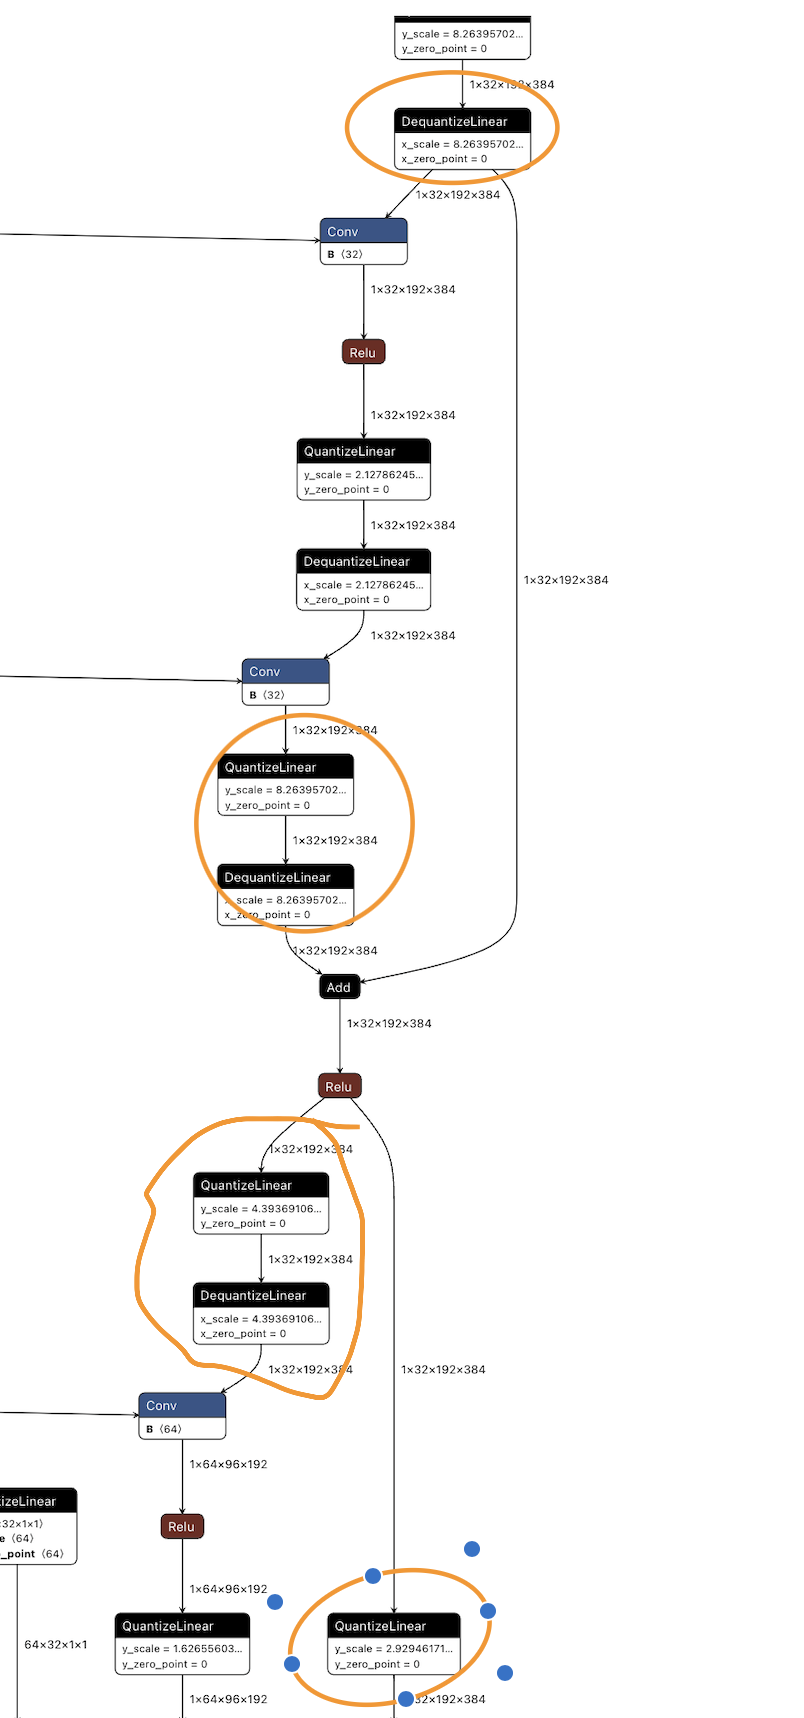 y_scale = 8.26395702...
y_zero_point = 0
1×32×192×384
DequantizeLinear
x_scale = 8.26395702...
x_zero_point = 0
1×32×192×384
Conv
B ⟨32⟩
1×32×192×384
Relu
1×32×192×384
QuantizeLinear
y_scale = 2.12786245...
y_zero_point = 0
1×32×192×384
DequantizeLinear
x_scale = 2.12786245...
x_zero_point = 0
1×32×192×384
1×32×192×384
Conv
B ⟨32⟩
1×32×192×384
QuantizeLinear
y_scale = 8.26395702...
y_zero_point = 0
1×32×192×384
DequantizeLinear
x_scale = 8.26395702...
x_zero_point = 0
1×32×192×384
Add
1×32×192×384
Relu
1×32×192×384
QuantizeLinear
y_scale = 4.39369106...
y_zero_point = 0
1×32×192×384
DequantizeLinear
x_scale = 4.39369106...
x_zero_point = 0
1×32×192×384
1×32×192×384
Conv
B ⟨64⟩
1×64×96×192
izeLinear
32×1×1⟩
e ⟨64⟩
_point ⟨64⟩
Relu
1×64×96×192
QuantizeLinear
y_scale = 1.62655603...
y_zero_point = 0
QuantizeLinear
y_scale = 2.92946171...
y_zero_point = 0
64×32×1×1
1×64×96×192
32×192×384